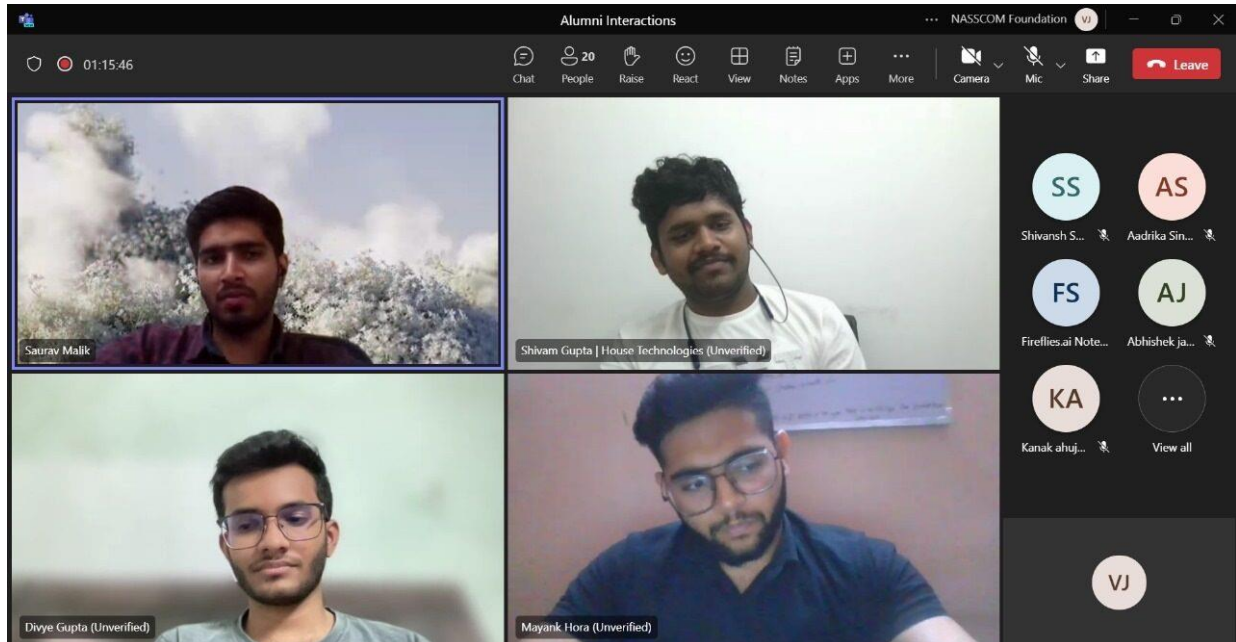 Alumni Interactions
... NASSCOM Foundation VJ
01:15:46
Chat
20
People
Raise
React
View
Notes
Apps
... More
Camera
Mic
Share
Leave
Saurav Malik
Shivam Gupta | House Technologies (Unverified)
SS
Shivansh S...
AS
Aadrika Sin...
FS
Fireflies.ai Note...
AJ
Abhishek ja...
KA
Kanak ahuj...
...
View all
Divye Gupta (Unverified)
Mayank Hora (Unverified)
VJ